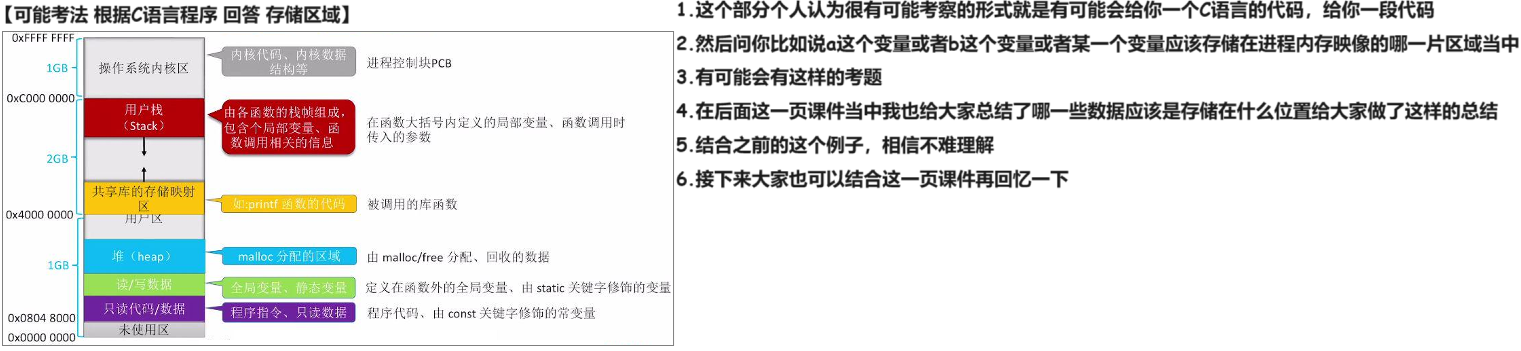 【可能考法 根据C语言程序 回答 存储区域】
0xFFFF FFFF
1GB
操作系统内核区
内核代码、内核数据
结构等
进程控制块PCB
0xC000 0000
用户栈
（Stack）
由各函数的栈帧组成，
包含个局部变量、函
数调用相关的信息
在函数大括号内定义的局部变量、函数调用时
传入的参数
2GB
共享库的存储映射
区
如:printf 函数的代码
被调用的库函数
0x4000 0000
用户区
堆（heap）
malloc 分配的区域
由 malloc/free 分配、回收的数据
1GB
读/写数据
全局变量、静态变量
定义在函数外的全局变量、由 static 关键字修饰的变量
只读代码/数据
程序指令、只读数据
程序代码、由 const 关键字修饰的常变量
0x0804 8000
未使用区
0x0000 0000
1.这个部分个人认为很有可能考察的形式就是有可能会给你一个C语言的代码，给你一段代码
2.然后问你比如说a这个变量或者b这个变量或者某一个变量应该存储在进程内存映像的哪一片区域当中
3.有可能会有这样的考题
4.在后面这一页课件当中我也给大家总结了哪一些数据应该是存储在什么位置给大家做了这样的总结
5.结合之前的这个例子，相信不难理解
6.接下来大家也可以结合这一页课件再回忆一下